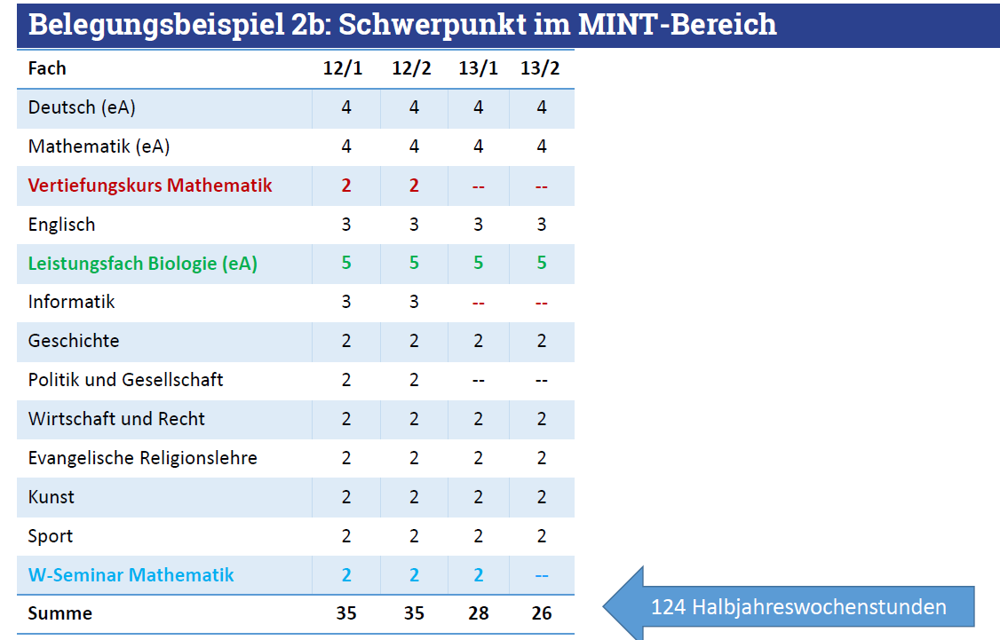 Belegungsbeispiel 2b: Schwerpunkt im MINT-Bereich
Fach 12/1 12/2 13/1 13/2
Deutsch (eA) 4 4 4 4
Mathematik (eA) 4 4 4 4
Vertiefungskurs Mathematik 2 2 -- --
Englisch 3 3 3 3
Leistungsfach Biologie (eA) 5 5 5 5
Informatik 3 3 -- --
Geschichte 2 2 2 2
Politik und Gesellschaft 2 2 -- --
Wirtschaft und Recht 2 2 2 2
Evangelische Religionslehre 2 2 2 2
Kunst 2 2 2 2
Sport 2 2 2 2
W-Seminar Mathematik 2 2 2 --
Summe 35 35 28 26
124 Halbjahreswochenstunden